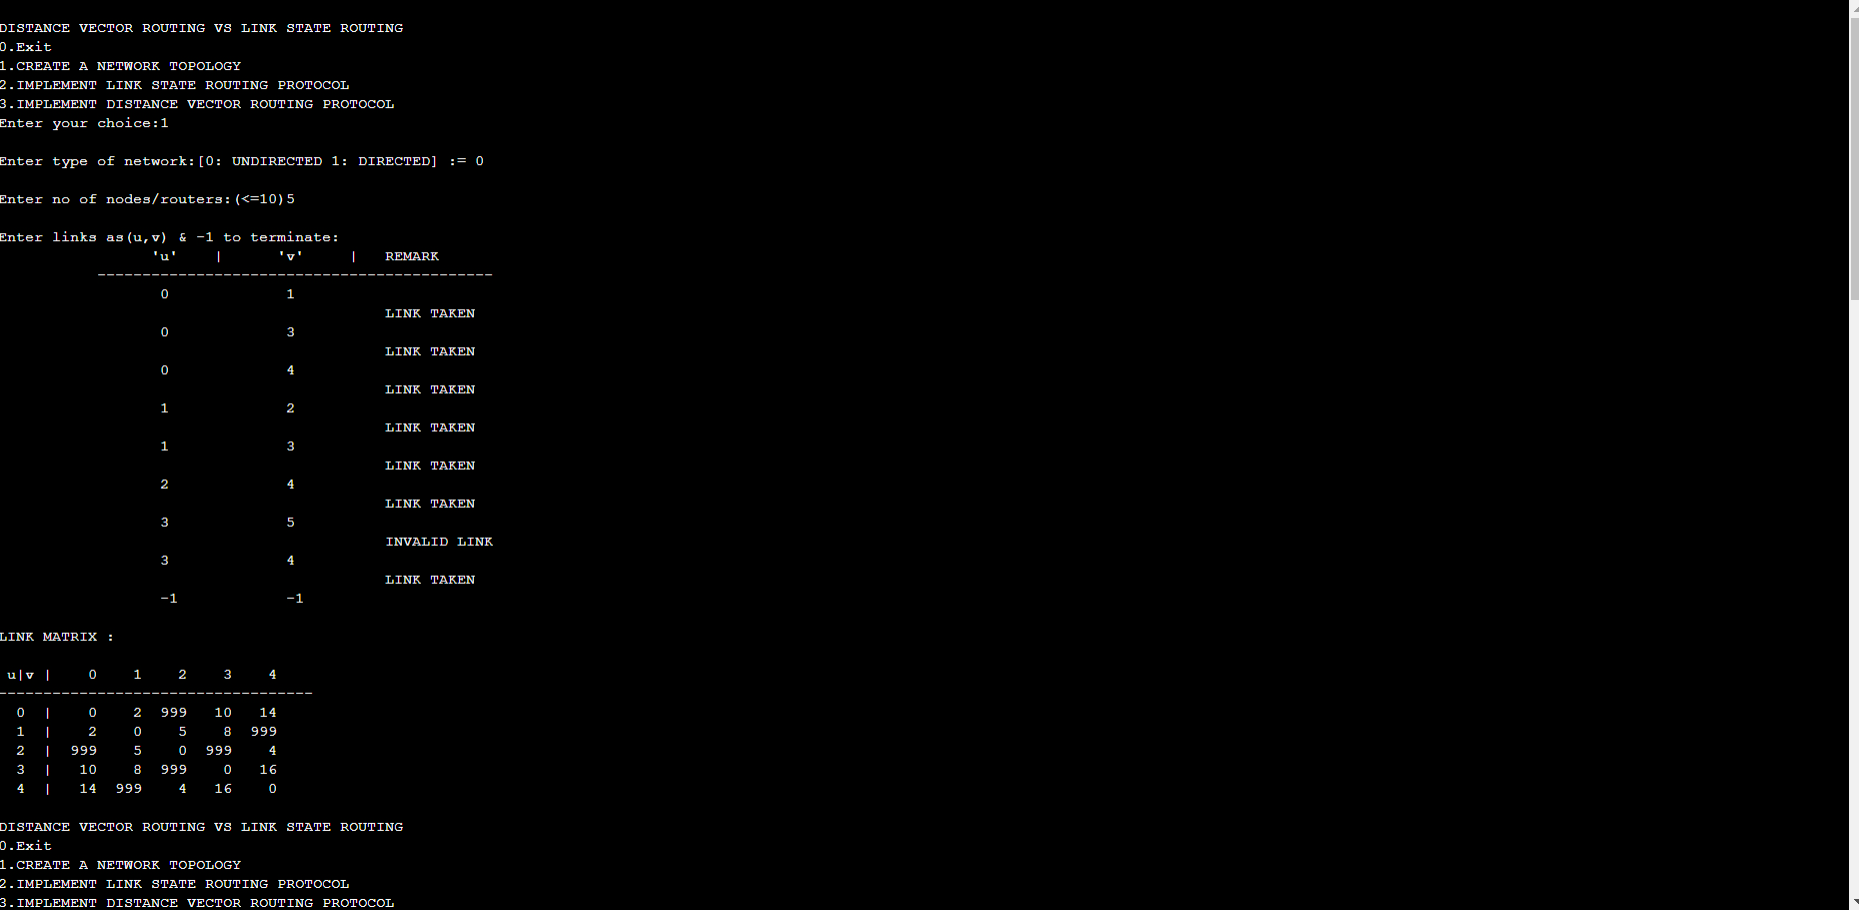 DISTANCE VECTOR ROUTING VS LINK STATE ROUTING
0.Exit
1.CREATE A NETWORK TOPOLOGY
2.IMPLEMENT LINK STATE ROUTING PROTOCOL
3.IMPLEMENT DISTANCE VECTOR ROUTING PROTOCOL
Enter your choice:1
Enter type of network:[0: UNDIRECTED 1: DIRECTED] := 0
Enter no of nodes/routers:(<=10)5
Enter links as(u,v) & -1 to terminate:
'u' | 'v' | REMARK
--------------------------------------------
0 1
LINK TAKEN
0 3
LINK TAKEN
0 4
LINK TAKEN
1 2
LINK TAKEN
1 3
LINK TAKEN
2 4
LINK TAKEN
3 5
INVALID LINK
3 4
LINK TAKEN
-1 -1
LINK MATRIX :
u|v | 0 1 2 3 4
-----------------------------------
0 | 0 2 999 10 14
1 | 2 0 5 8 999
2 | 999 5 0 999 4
3 | 10 8 999 0 16
4 | 14 999 4 16 0
DISTANCE VECTOR ROUTING VS LINK STATE ROUTING
0.Exit
1.CREATE A NETWORK TOPOLOGY
2.IMPLEMENT LINK STATE ROUTING PROTOCOL
3.IMPLEMENT DISTANCE VECTOR ROUTING PROTOCOL